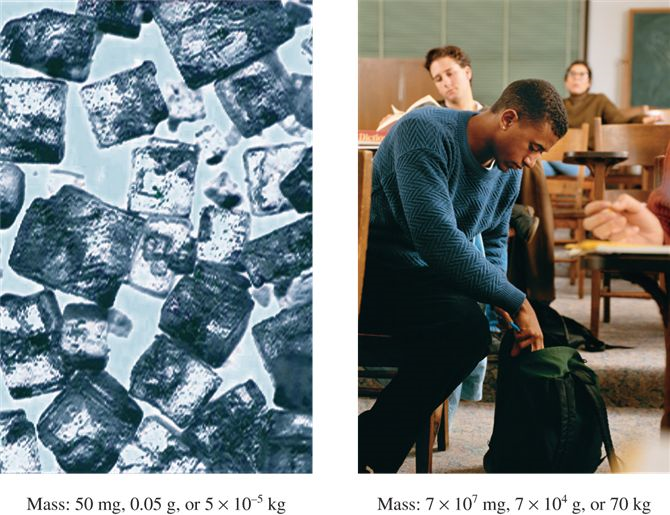 Diction
Mass: 50 mg, 0.05 g, or 5 × 10⁻⁵ kg
Mass: 7 × 10⁷ mg, 7 × 10⁴ g, or 70 kg